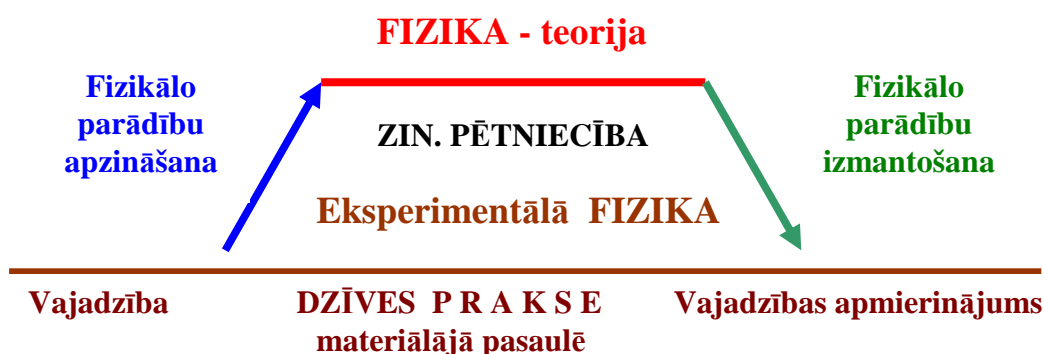 FIZIKA - teorija
Fizikālo
parādību
apzināšana
ZIN. PĒTNIECĪBA
Fizikālo
parādību
izmantošana
Eksperimentālā FIZIKA
Vajadzība
DZĪVES P R A K S E
materiālājā pasaulē
Vajadzības apmierinājums